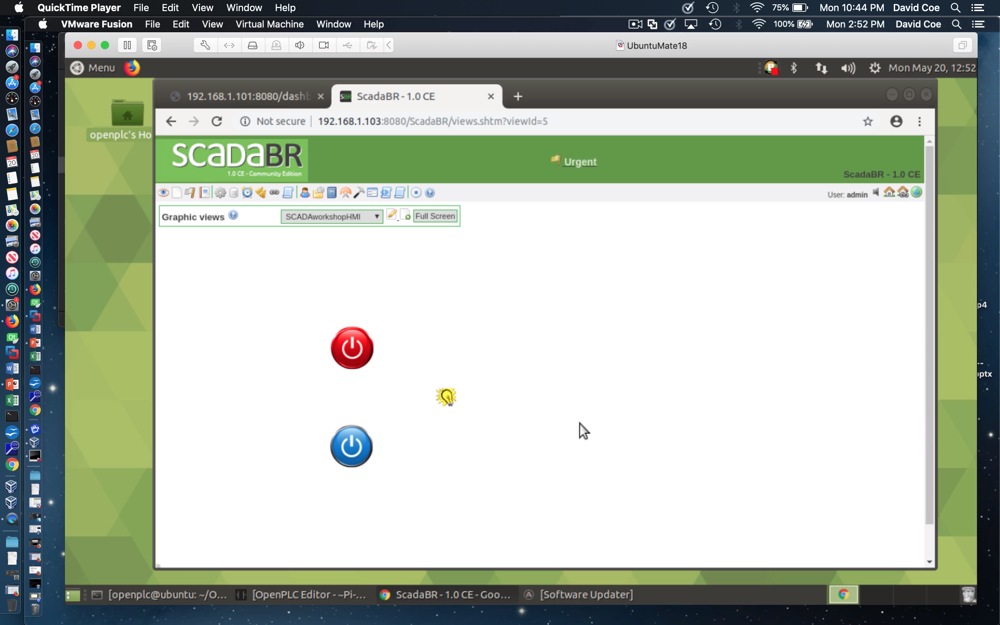 QuickTime Player File Edit View Window Help 75% Mon 10:44 PM David Coe
VMware Fusion File Edit View Virtual Machine Window Help 100% Mon 2:52 PM David Coe
UbuntuMate18
Menu Mon May 20, 12:52
192.168.1.101:8080/dashb ScadaBR - 1.0 CE
Not secure 192.168.1.103:8080/ScadaBR/views.shtm?viewId=5
openplc's Ho
scaDaBR
1.0 CE - Community Edition
Urgent
ScadaBR - 1.0 CE
User: admin
Graphic views SCADAworkshopHMI Full Screen
p4
pptx
[openplc@ubuntu: ~/O... [OpenPLC Editor - ~Pi-... ScadaBR - 1.0 CE - Goo... [Software Updater]